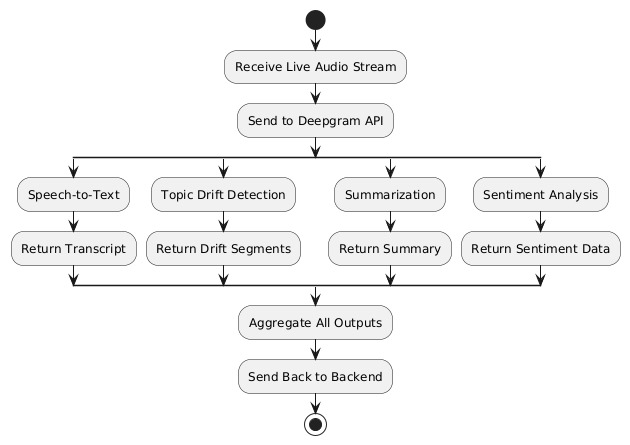 Receive Live Audio Stream
Send to Deepgram API
Speech-to-Text
Topic Drift Detection
Summarization
Sentiment Analysis
Return Transcript
Return Drift Segments
Return Summary
Return Sentiment Data
Aggregate All Outputs
Send Back to Backend